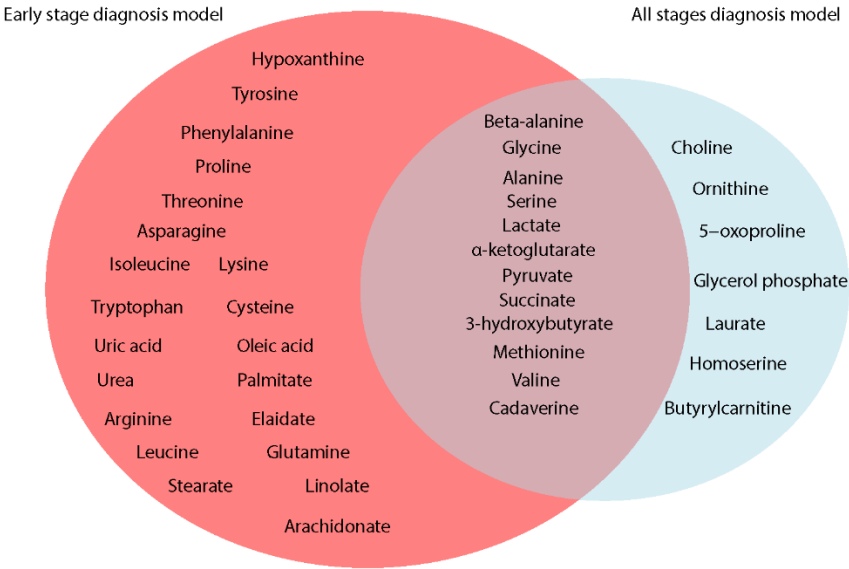 Early stage diagnosis model
All stages diagnosis model
Hypoxanthine
Tyrosine
Phenylalanine
Proline
Threonine
Asparagine
Isoleucine Lysine
Tryptophan Cysteine
Uric acid Oleic acid
Urea Palmitate
Arginine Elaidate
Leucine Glutamine
Stearate Linolate
Arachidonate
Beta-alanine
Glycine
Alanine
Serine
Lactate
α-ketoglutarate
Pyruvate
Succinate
3-hydroxybutyrate
Methionine
Valine
Cadaverine
Choline
Ornithine
5−oxoproline
Glycerol phosphate
Laurate
Homoserine
Butyrylcarnitine